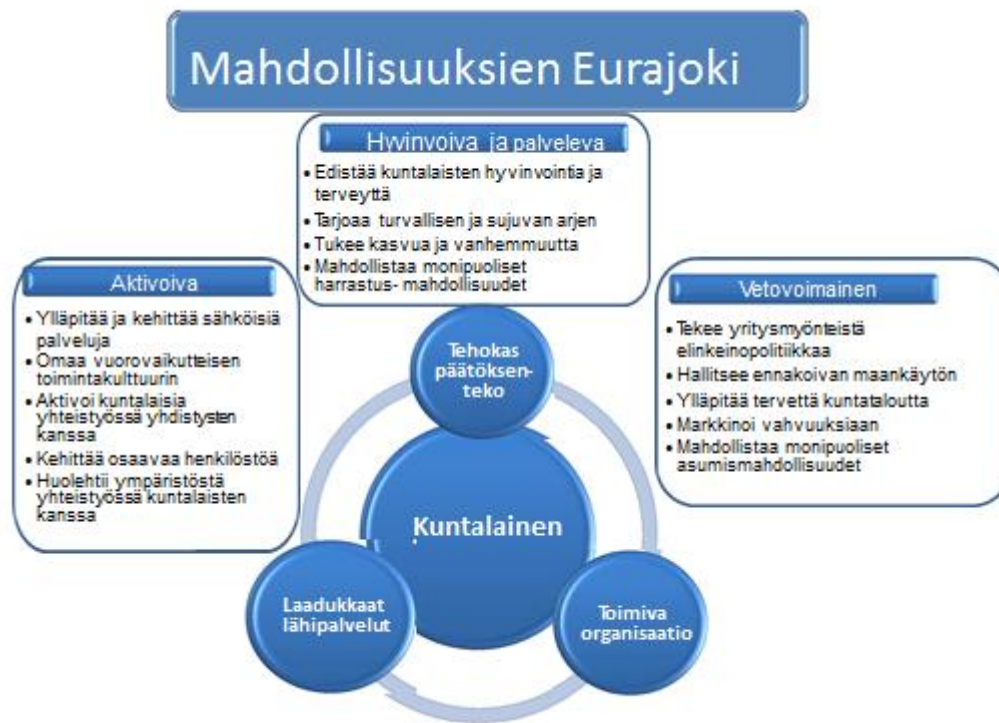 Mahdollisuuksien Eurajoki
Hyvinvoiva ja palveleva
• Edistää kuntalaisten hyvinvointia ja
terveyttä
• Tarjoaa turvallisen ja sujuvan arjen
• Tukee kasvua ja vanhemmuutta
• Mahdollistaa monipuoliset
harrastus- mahdollisuudet
Aktivoiva
• Ylläpitää ja kehittää sähköisiä
palveluja
• Omaa vuorovaikutteisen
toimintakulttuurin
• Aktivoi kuntalaisia
yhteistyössä yhdistysten
kanssa
• Kehittää osaavaa henkilöstöä
• Huolehtii ympäristöstä
yhteistyössä kuntalaisten
kanssa
Vetovoimainen
• Tekee yritysmyönteistä
elinkeinopolitiikkaa
• Hallitsee ennakoivan maankäytön
• Ylläpitää tervettä kuntataloutta
• Markkinoi vahvuuksiaan
• Mahdollistaa monipuoliset
asumismahdollisuudet
Tehokas
päätöksen-
teko
Kuntalainen
Laadukkaat
lähipalvelut
Toimiva
organisaatio